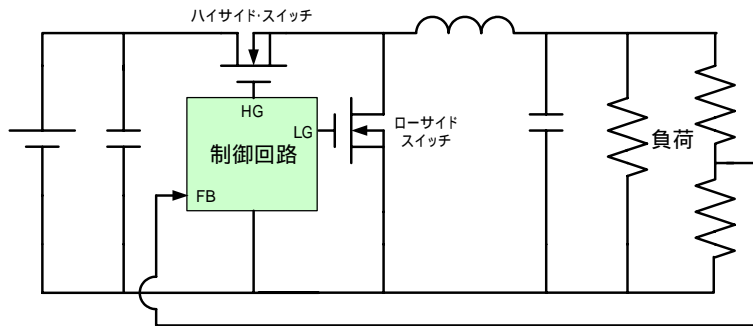 ハイサイド・スイッチ
HG
LG
ローサイド
スイッチ
制御回路
負荷
FB